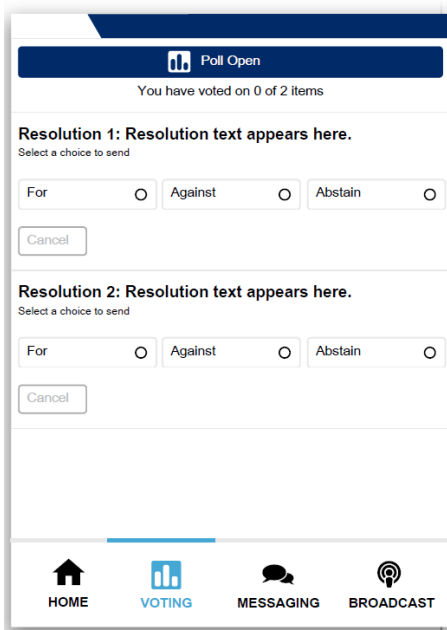 Poll Open
You have voted on 0 of 2 items
Resolution 1: Resolution text appears here.
Select a choice to send
For Against Abstain
Cancel
Resolution 2: Resolution text appears here.
Select a choice to send
For Against Abstain
Cancel
HOME VOTING MESSAGING BROADCAST